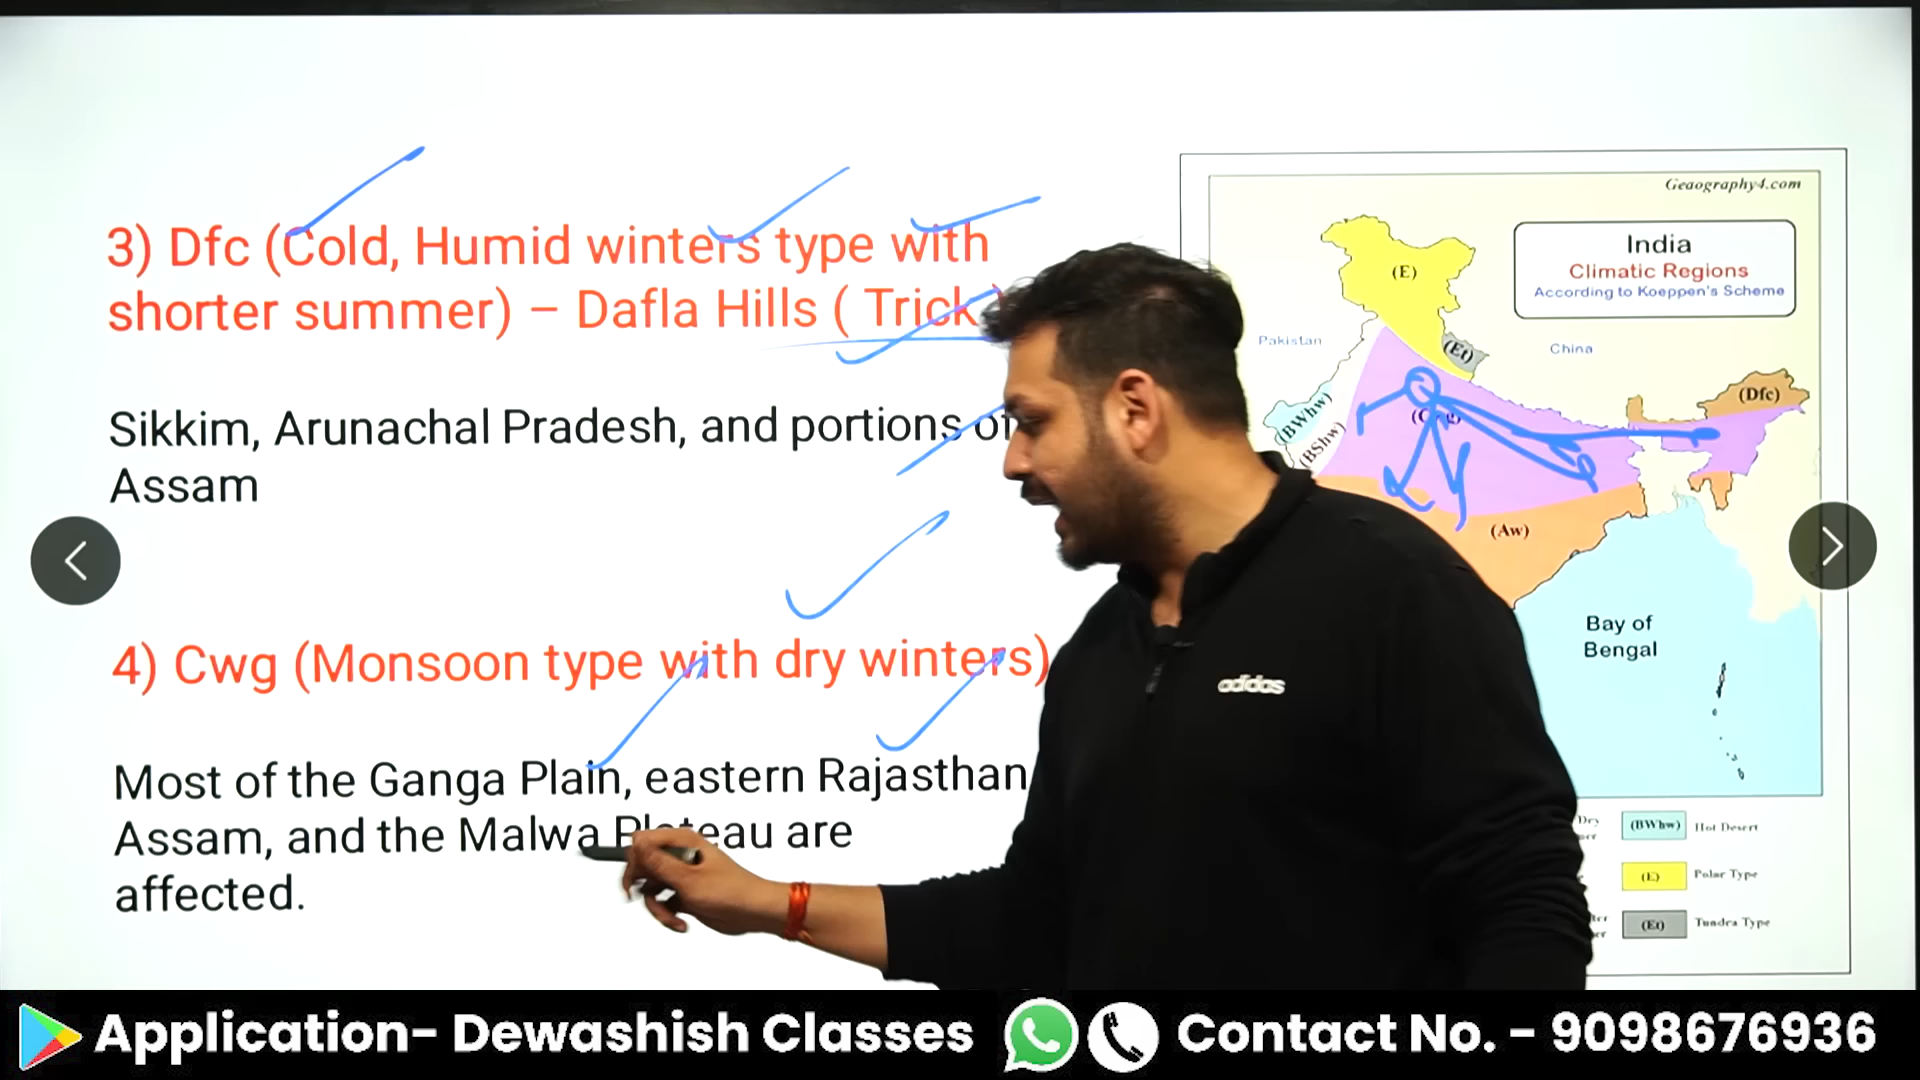 3) Dfc (Cold, Humid winters type with
shorter summer) – Dafla Hills ( Trick )
Sikkim, Arunachal Pradesh, and portions of
Assam
4) Cwg (Monsoon type with dry winters)
Most of the Ganga Plain, eastern Rajasthan
Assam, and the Malwa Plateau are
affected.
Geaography4.com
India
Climatic Regions
According to Koeppen's Scheme
(E)
Pakistan
(Et)
China
(BWhw)
(BShw)
(Dfc)
(Aw)
Bay of
Bengal
Dry
(BWhw) Hot Desert
(E) Polar Type
(Et) Tundra Type
adidas
Application- Dewashish Classes
Contact No. - 9098676936